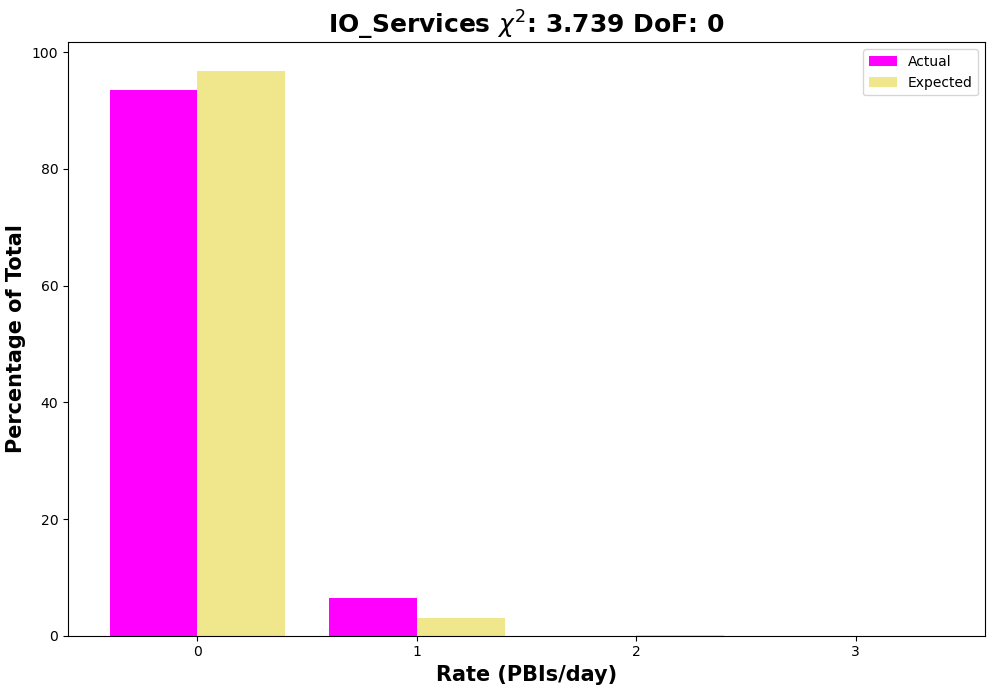 IO_Services χ²: 3.739 DoF: 0
Actual
Expected
Percentage of Total
100
80
60
40
20
0
0 1 2 3
Rate (PBIs/day)